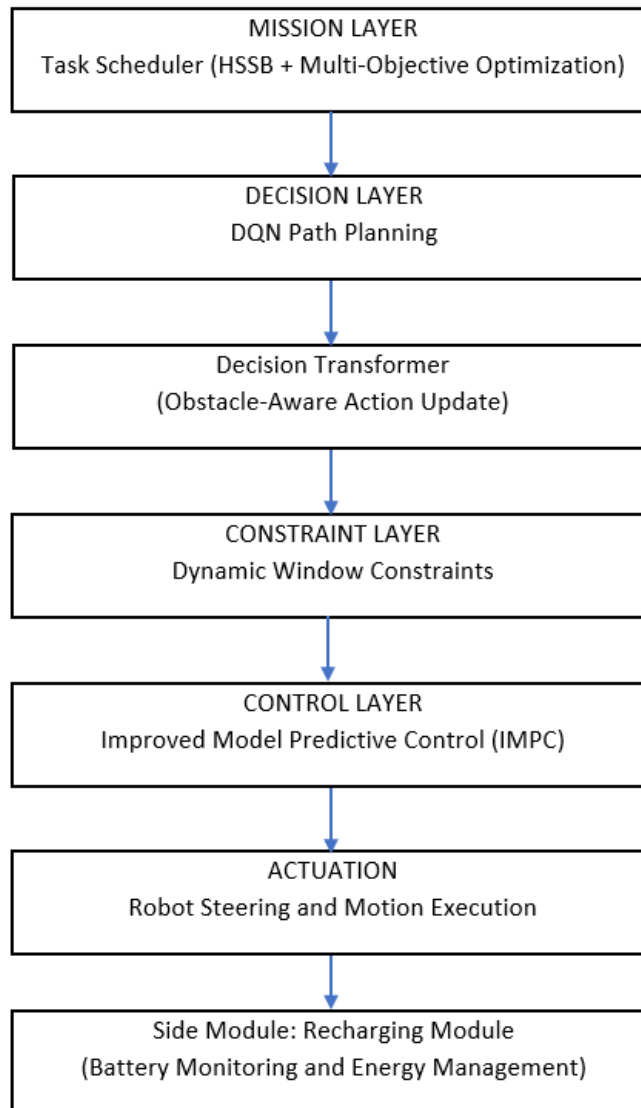 MISSION LAYER
Task Scheduler (HSSB + Multi-Objective Optimization)
DECISION LAYER
DQN Path Planning
Decision Transformer
(Obstacle-Aware Action Update)
CONSTRAINT LAYER
Dynamic Window Constraints
CONTROL LAYER
Improved Model Predictive Control (IMPC)
ACTUATION
Robot Steering and Motion Execution
Side Module: Recharging Module
(Battery Monitoring and Energy Management)